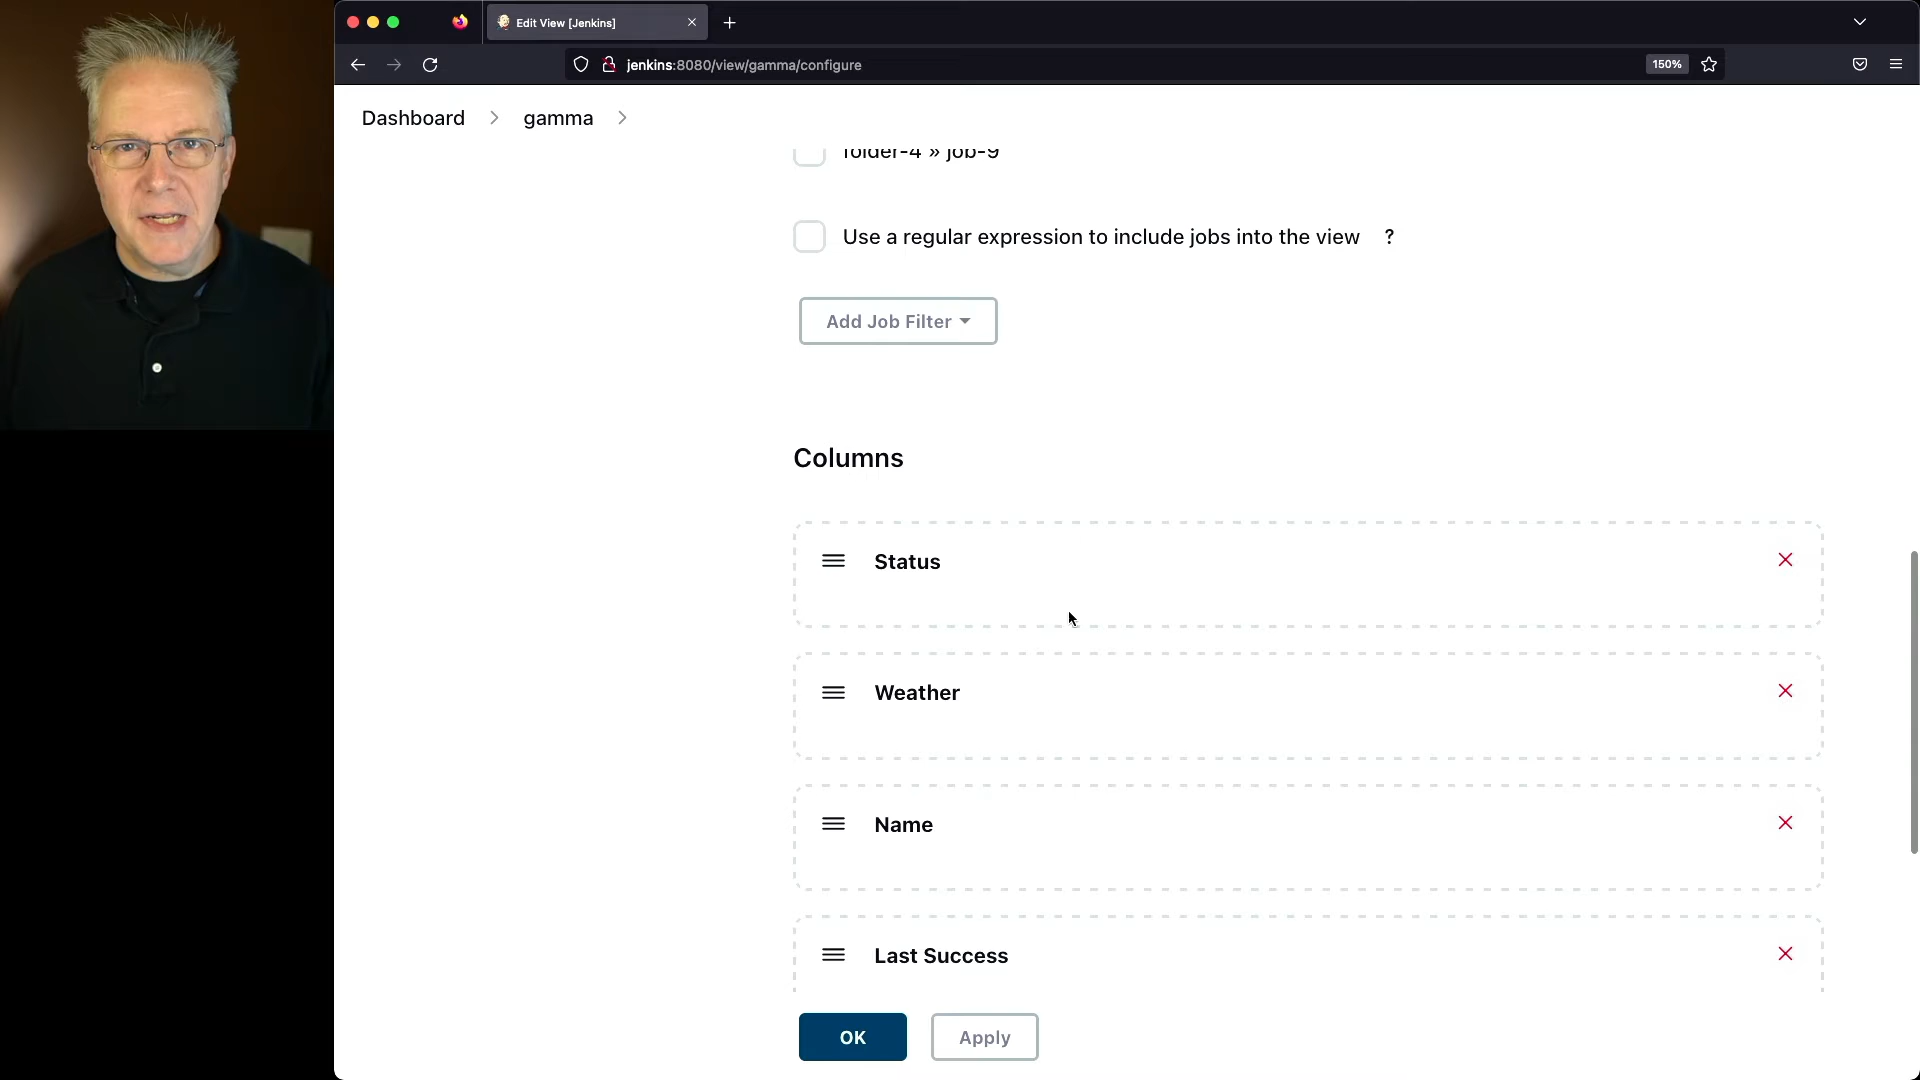 Edit View [Jenkins]
jenkins:8080/view/gamma/configure
150%
Dashboard
gamma
folder-4 » job-9
Use a regular expression to include jobs into the view ?
Add Job Filter
Columns
Status
Weather
Name
Last Success
OK
Apply